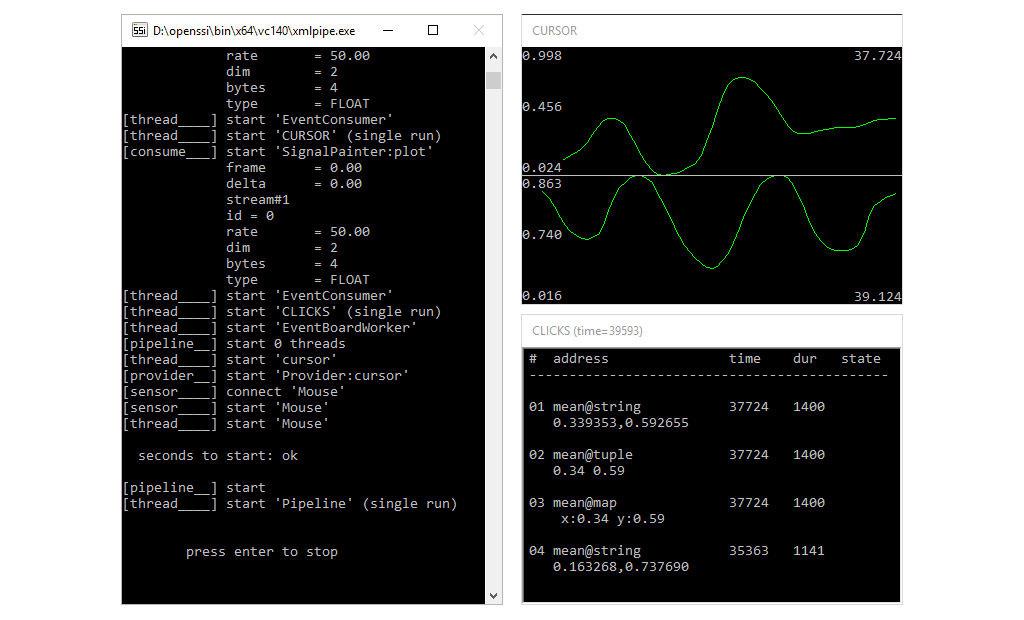 SSi D:\openssi\bin\x64\vc140\xmlpipe.exe
rate = 50.00
dim = 2
bytes = 4
type = FLOAT
[thread____] start 'EventConsumer'
[thread____] start 'CURSOR' (single run)
[consume___] start 'SignalPainter:plot'
frame = 0.00
delta = 0.00
stream#1
id = 0
rate = 50.00
dim = 2
bytes = 4
type = FLOAT
[thread____] start 'EventConsumer'
[thread____] start 'CLICKS' (single run)
[thread____] start 'EventBoardWorker'
[pipeline__] start 0 threads
[thread____] start 'cursor'
[provider__] start 'Provider:cursor'
[sensor____] connect 'Mouse'
[sensor____] start 'Mouse'
[thread____] start 'Mouse'
seconds to start: ok
[pipeline__] start
[thread____] start 'Pipeline' (single run)
press enter to stop
CURSOR
0.998 37.724
0.456
0.024
0.863
0.740
0.016 39.124
CLICKS (time=39593)
# address time dur state
---------------------------------------------
01 mean@string 37724 1400
0.339353,0.592655
02 mean@tuple 37724 1400
0.34 0.59
03 mean@map 37724 1400
x:0.34 y:0.59
04 mean@string 35363 1141
0.163268,0.737690